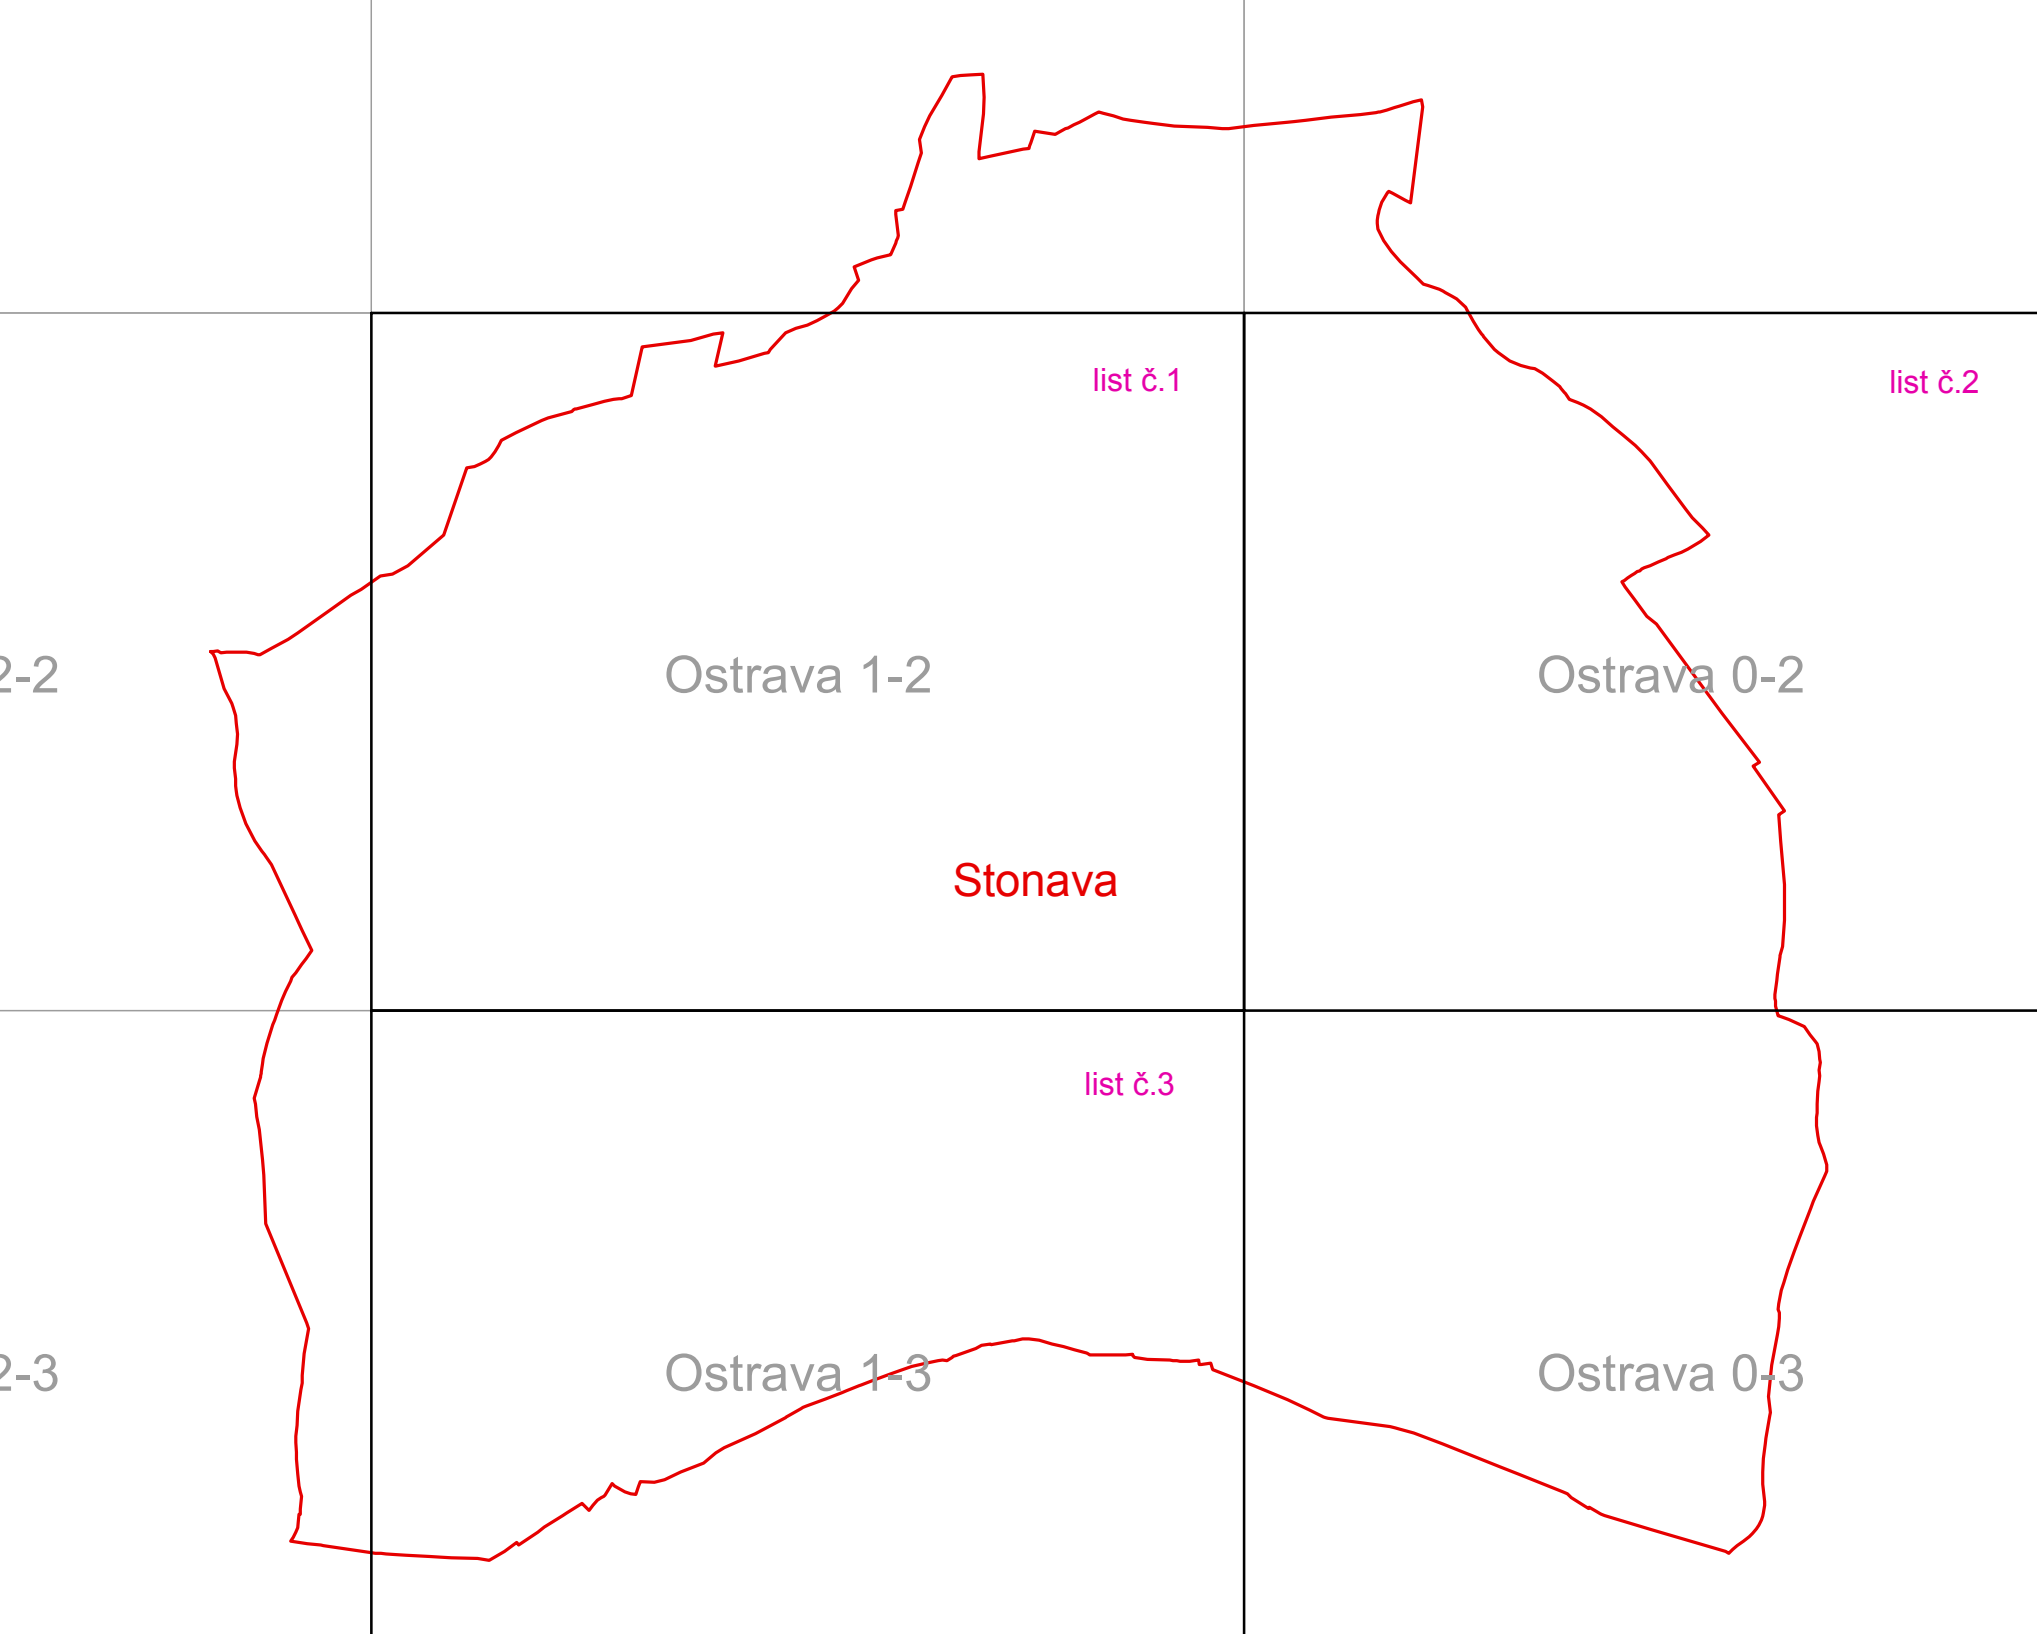 list č.1
list č.2
2-2
Ostrava 1-2
Ostrava 0-2
Stonava
list č.3
2-3
Ostrava 1-3
Ostrava 0-3